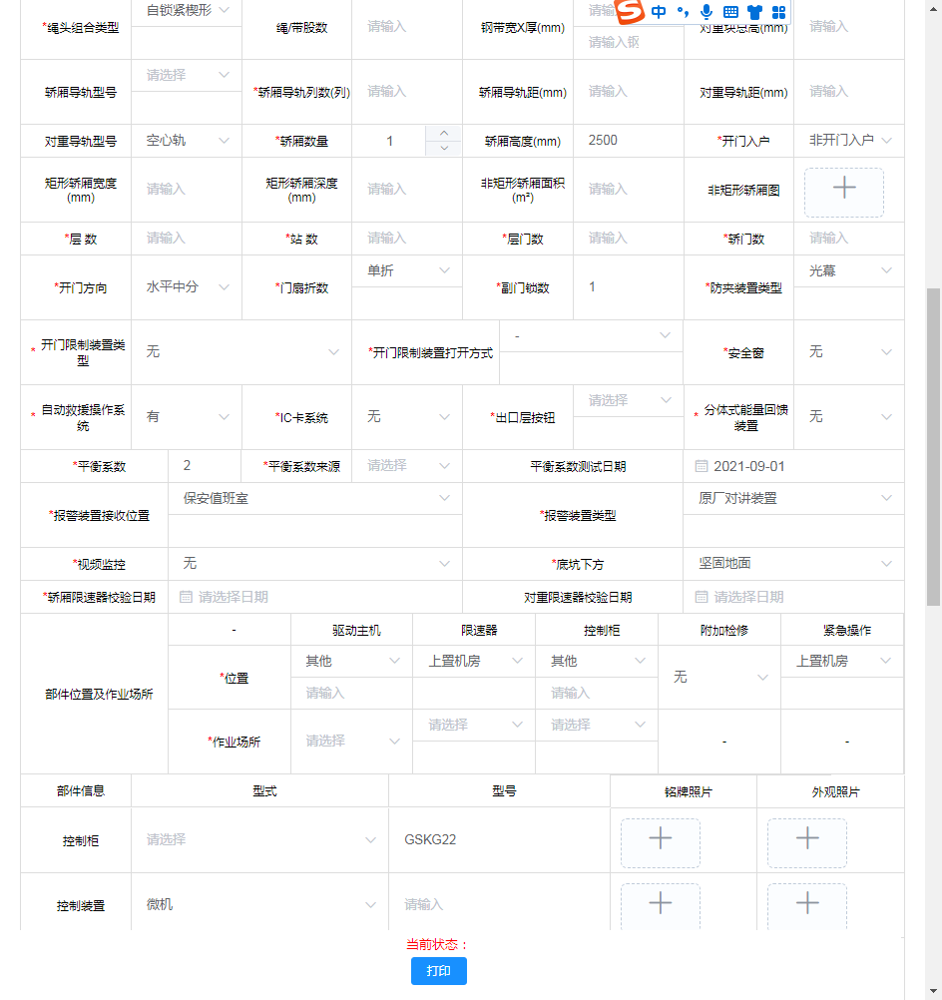 自锁紧楔形
*绳头组合类型
绳/带股数
请输入
钢带宽X厚(mm)
请输
请输入钢
对重块总高(mm)
请输入
中
轿厢导轨型号
请选择
*轿厢导轨列数(列)
请输入
轿厢导轨距(mm)
请输入
对重导轨距(mm)
请输入
对重导轨型号
空心轨
*轿厢数量
1
轿厢高度(mm)
2500
*开门入户
非开门入户
矩形轿厢宽度
(mm)
请输入
矩形轿厢深度
(mm)
请输入
非矩形轿厢面积
(m²)
请输入
非矩形轿厢图
*层 数
请输入
*站 数
请输入
*层门数
请输入
*轿门数
请输入
*开门方向
水平中分
*门扇折数
单折
*副门锁数
1
*防夹装置类型
光幕
* 开门限制装置类
型
无
*开门限制装置打开方式
-
*安全窗
无
* 自动救援操作系
统
有
*IC卡系统
无
*出口层按钮
请选择
* 分体式能量回馈
装置
无
*平衡系数
2
*平衡系数来源
请选择
平衡系数测试日期
2021-09-01
*报警装置接收位置
保安值班室
*报警装置类型
原厂对讲装置
*视频监控
无
*底坑下方
坚固地面
*轿厢限速器校验日期
请选择日期
对重限速器校验日期
请选择日期
部件位置及作业场所
-
驱动主机
限速器
控制柜
附加检修
紧急操作
*位置
其他
请输入
上置机房
其他
请输入
无
上置机房
*作业场所
请选择
请选择
请选择
-
-
部件信息
型式
型号
铭牌照片
外观照片
控制柜
请选择
GSKG22
控制装置
微机
请输入
当前状态：
打印